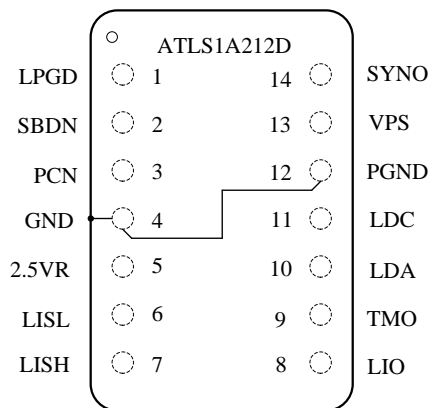 ATLS1A212D
LPGD 1 14 SYNO
SBDN 2 13 VPS
PCN 3 12 PGND
GND 4 11 LDC
2.5VR 5 10 LDA
LISL 6 9 TMO
LISH 7 8 LIO